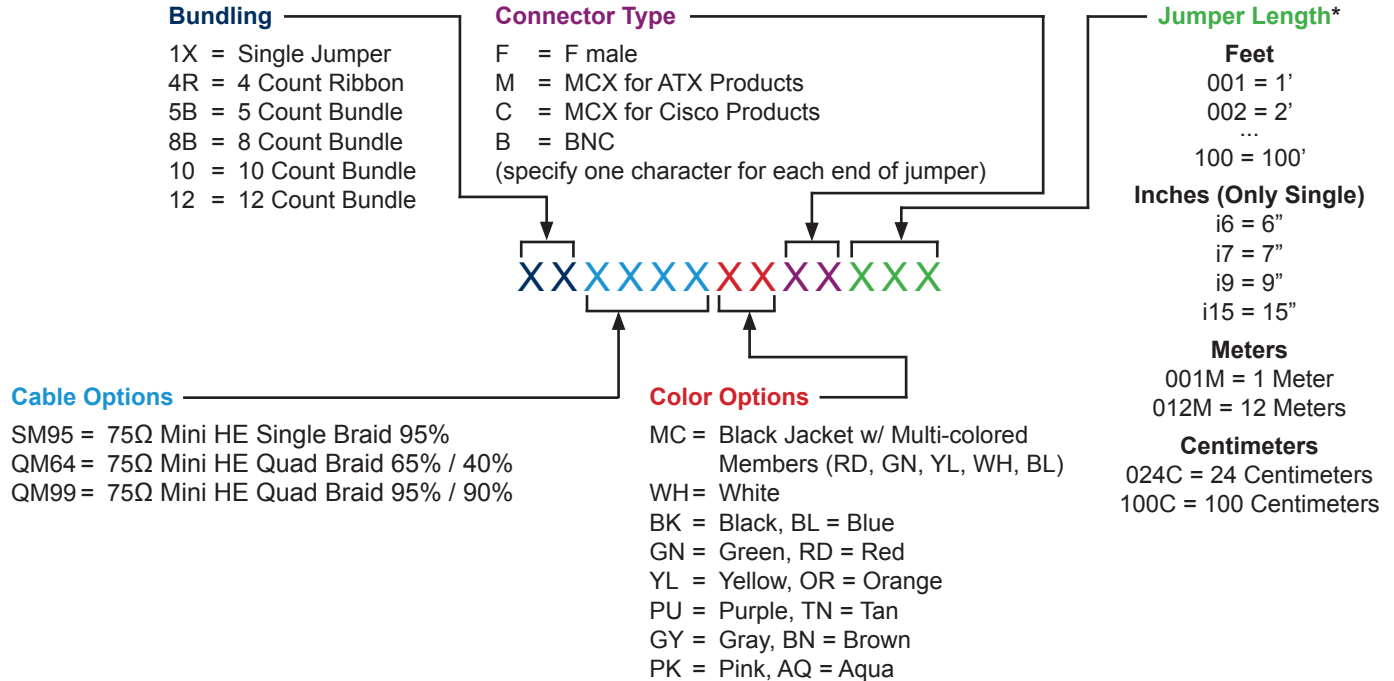 Bundling
1X = Single Jumper
4R = 4 Count Ribbon
5B = 5 Count Bundle
8B = 8 Count Bundle
10 = 10 Count Bundle
12 = 12 Count Bundle
Connector Type
F = F male
M = MCX for ATX Products
C = MCX for Cisco Products
B = BNC
(specify one character for each end of jumper)
Jumper Length*
Feet
001 = 1’
002 = 2’
...
100 = 100’
Inches (Only Single)
i6 = 6”
i7 = 7”
i9 = 9”
i15 = 15”
Meters
001M = 1 Meter
012M = 12 Meters
Centimeters
024C = 24 Centimeters
100C = 100 Centimeters
XXXXXXXXXXXXX
Cable Options
SM95 = 75Ω Mini HE Single Braid 95%
QM64 = 75Ω Mini HE Quad Braid 65% / 40%
QM99 = 75Ω Mini HE Quad Braid 95% / 90%
Color Options
MC = Black Jacket w/ Multi-colored
Members (RD, GN, YL, WH, BL)
WH = White
BK = Black, BL = Blue
GN = Green, RD = Red
YL = Yellow, OR = Orange
PU = Purple, TN = Tan
GY = Gray, BN = Brown
PK = Pink, AQ = Aqua